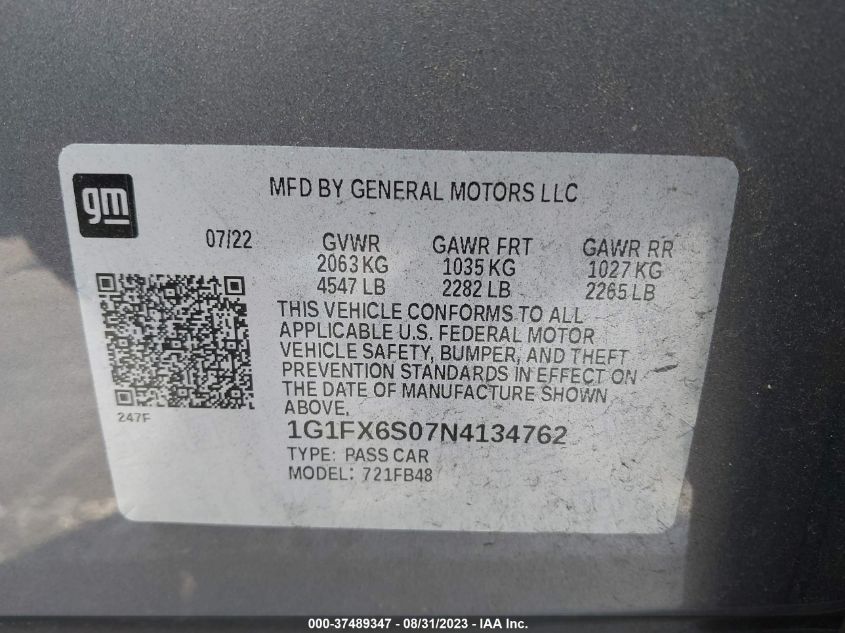 gm
MFD BY GENERAL MOTORS LLC
07/22 GVWR GAWR FRT GAWR RR
2063 KG 1035 KG 1027 KG
4547 LB 2282 LB 2265 LB
THIS VEHICLE CONFORMS TO ALL
APPLICABLE U.S. FEDERAL MOTOR
VEHICLE SAFETY, BUMPER, AND THEFT
PREVENTION STANDARDS IN EFFECT ON
THE DATE OF MANUFACTURE SHOWN
ABOVE.
247F
1G1FX6S07N4134762
TYPE: PASS CAR
MODEL: 721FB48
000-37489347 - 08/31/2023 - IAAI Inc.